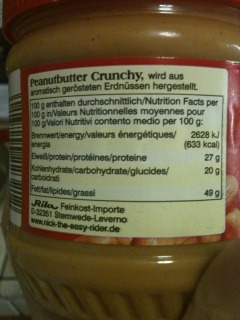 Peanutbutter Crunchy, wird aus
aromatisch gerösteten Erdnüssen hergestellt.
100 g enthalten durchschnittlich/Nutrition Facts per
100 g in/Valeurs Nutritionnelles moyennes pour
100 g/Valori Nutritivi contento medio per 100 g:
Brennwert/energy/valeurs énergétiques/ 2628 kJ
energia (633 kcal)
Eiweiß/protein/protéines/proteine 27 g
Kohlenhydrate/carbohydrate/glucides/ 20 g
carboidrati
Fett/fat/lipides/grassi 49 g
Rila Feinkost-Importe
D-32351 Stemwede-Levern
www.nick-the-easy-rider.de